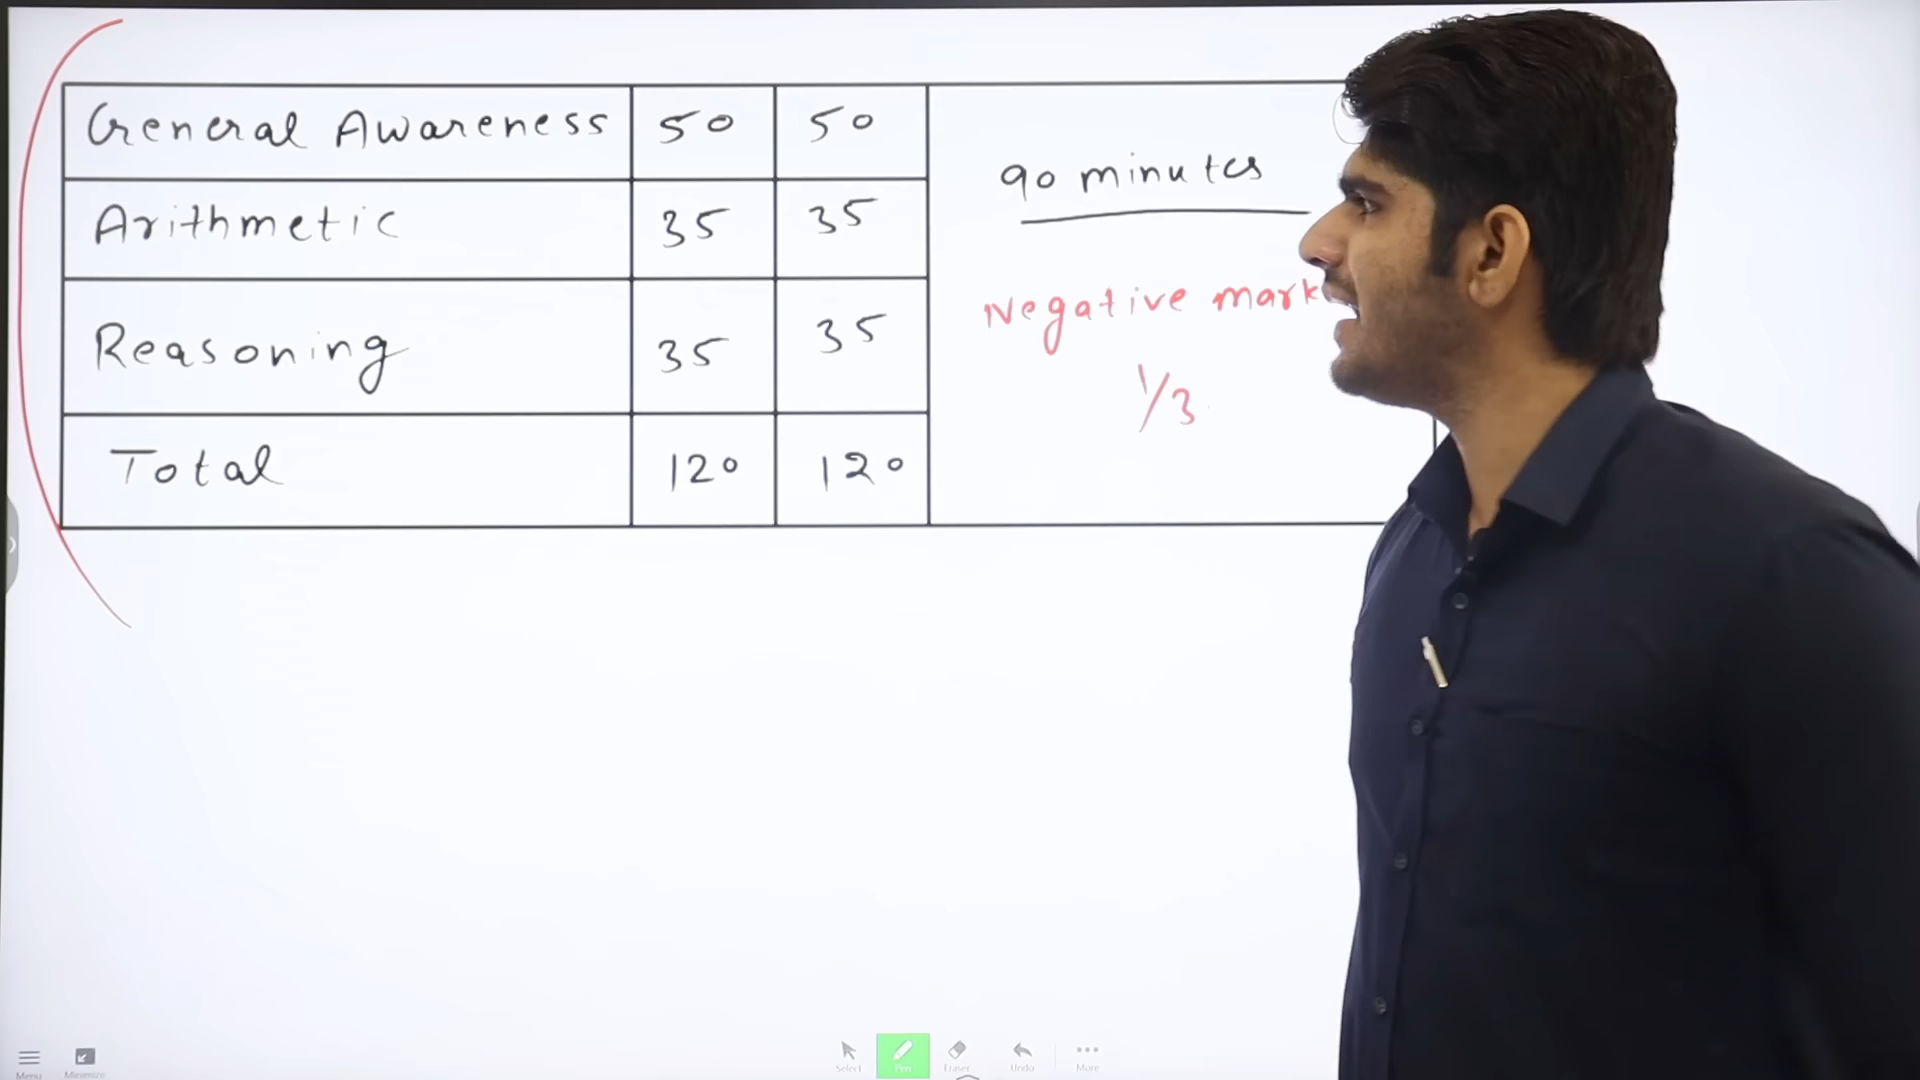 General Awareness 50 50
90 minutes
Arithmetic 35 35
Negative mark
Reasoning 35 35
1/3
Total 120 120
Menu Minimize Select Pen Eraser Undo More